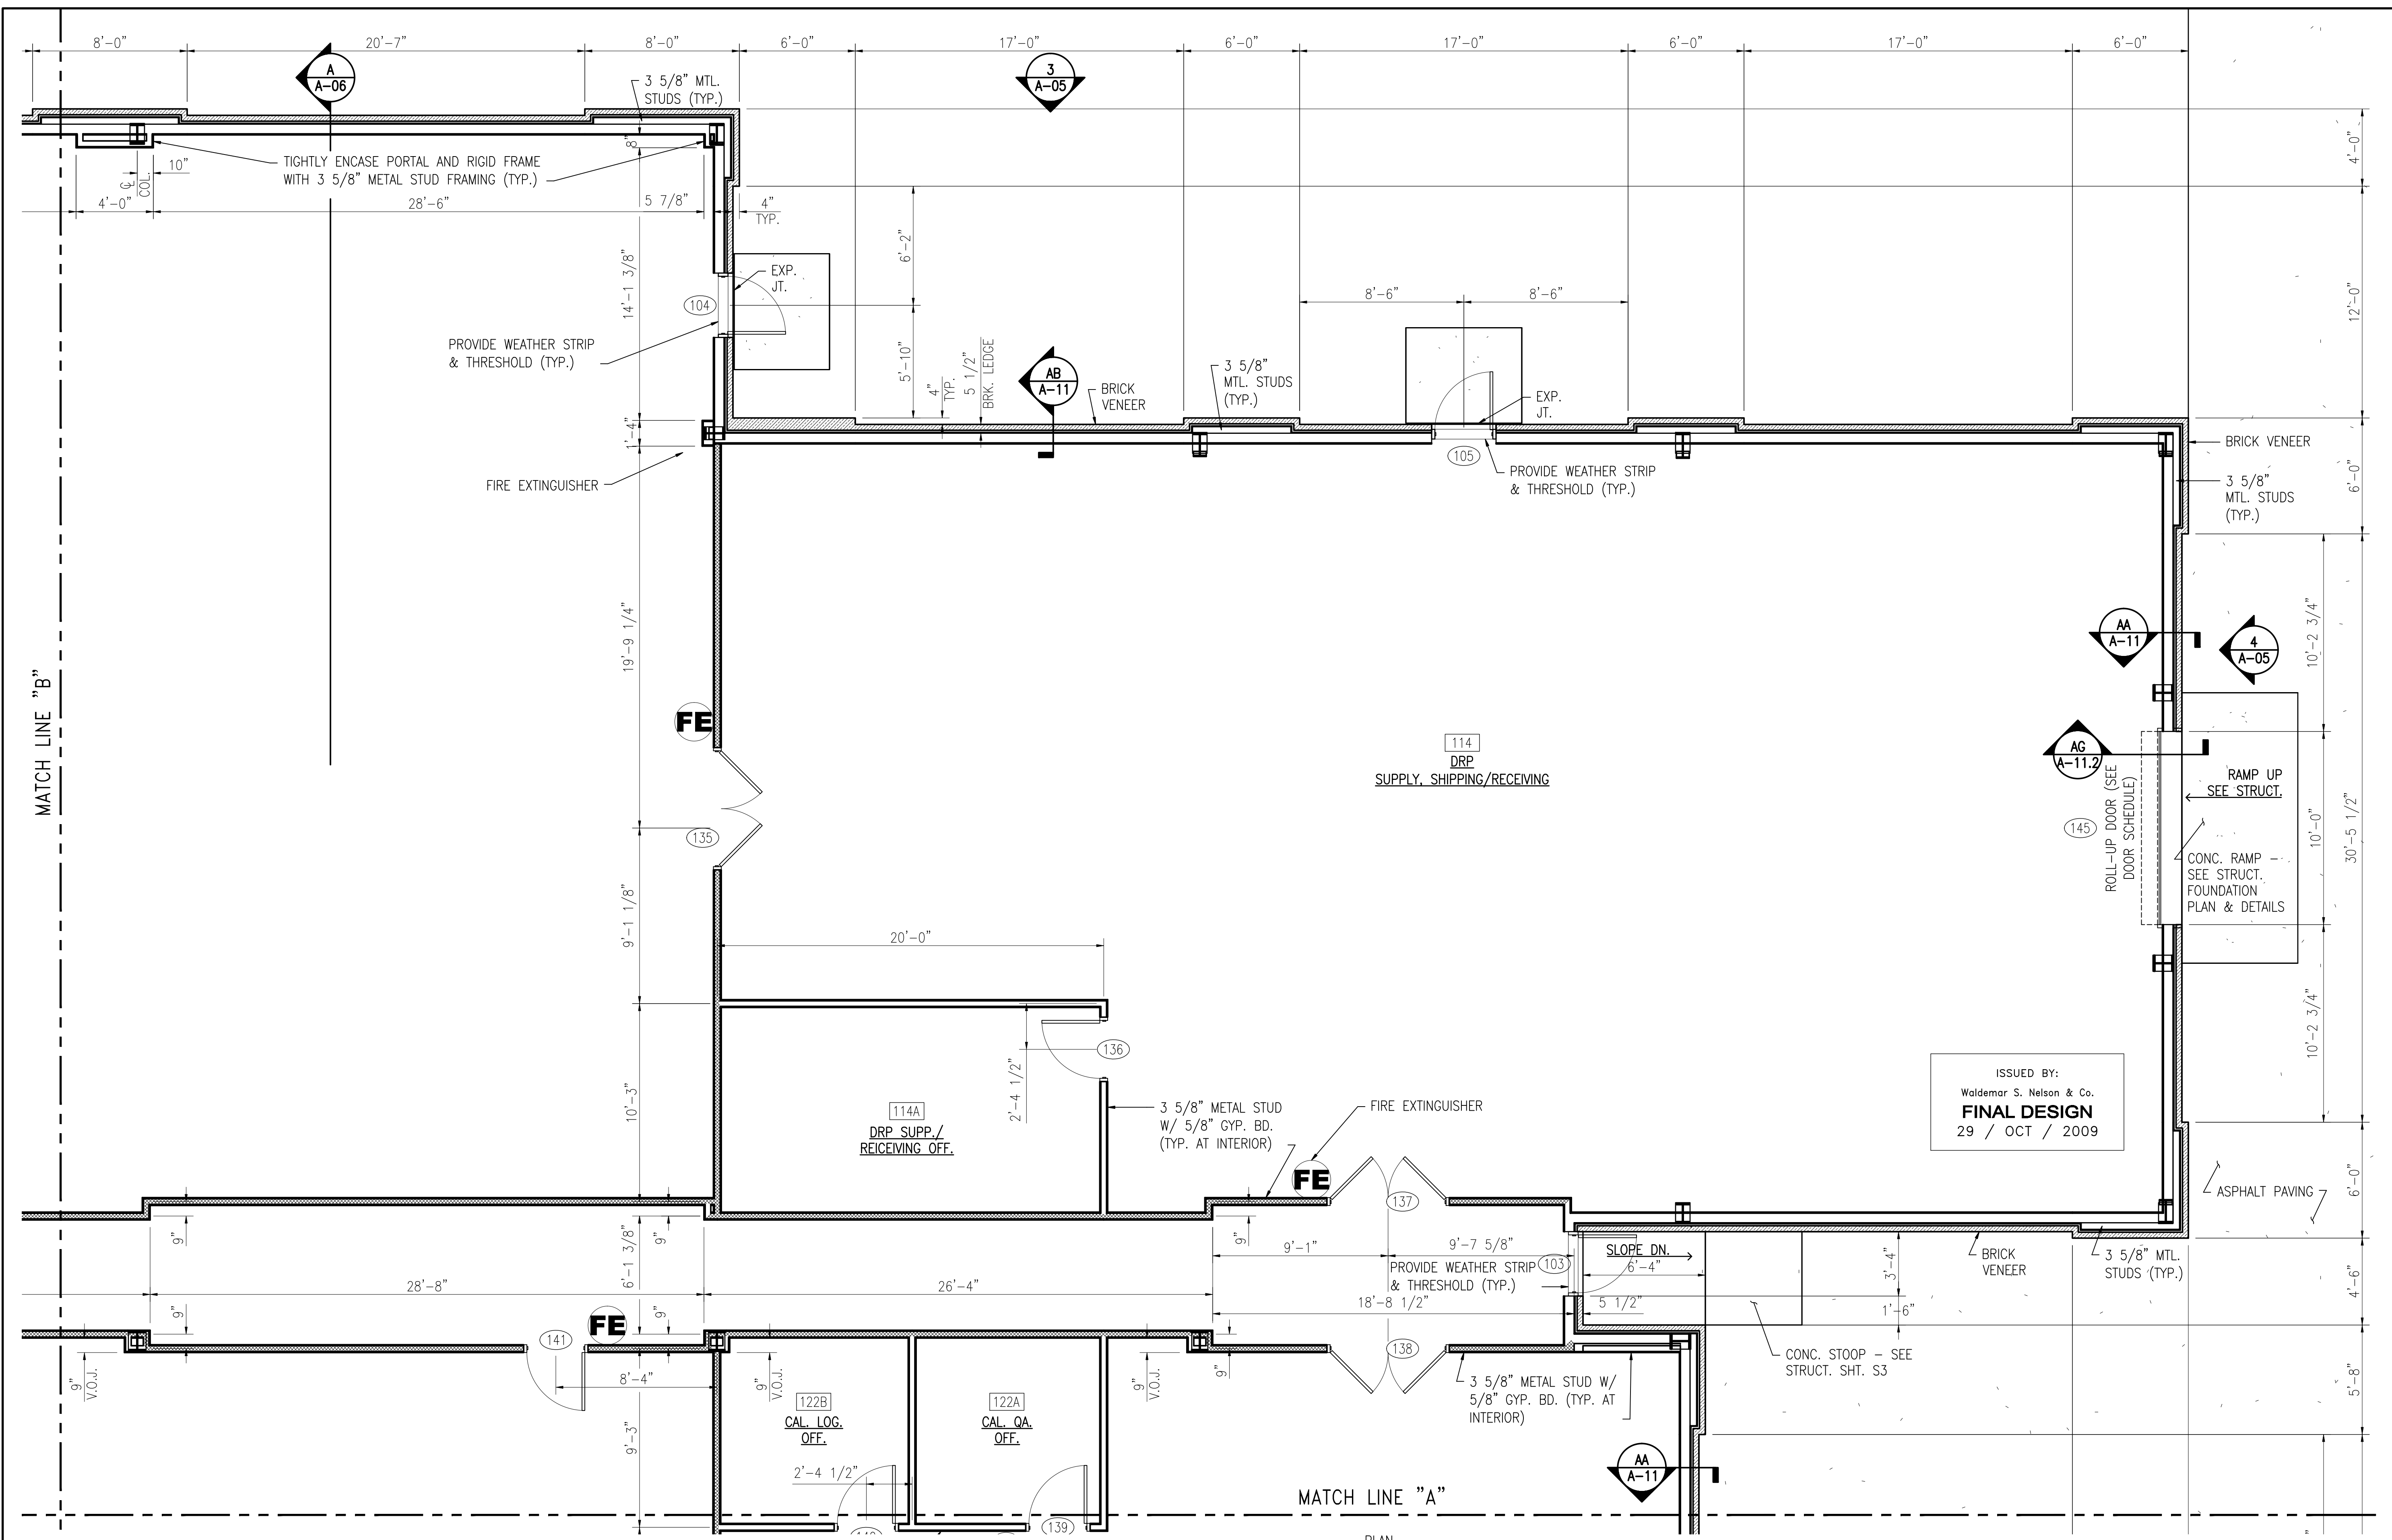 8'-0"
20'-7"
8'-0"
6'-0"
17'-0"
6'-0"
17'-0"
6'-0"
17'-0"
6'-0"
A
A-06
3
A-05
3 5/8" MTL.
STUDS (TYP.)
8"
TIGHTLY ENCASE PORTAL AND RIGID FRAME
WITH 3 5/8" METAL STUD FRAMING (TYP.)
10"
COL.
4'-0"
28'-6"
5 7/8"
4"
TYP.
4'-0"
12'-0"
6'-2"
EXP.
JT.
104
14'-1 3/8"
PROVIDE WEATHER STRIP
& THRESHOLD (TYP.)
5'-10"
8'-6"
8'-6"
4"
TYP.
5 1/2"
BRK. LEDGE
AB
A-11
BRICK
VENEER
3 5/8"
MTL. STUDS
(TYP.)
EXP.
JT.
1'-4"
105
PROVIDE WEATHER STRIP
& THRESHOLD (TYP.)
FIRE EXTINGUISHER
BRICK VENEER
6'-0"
3 5/8"
MTL. STUDS
(TYP.)
19'-9 1/4"
MATCH LINE "B"
FE
135
114
DRP
SUPPLY, SHIPPING/RECEIVING
AA
A-11
4
A-05
10'-2 3/4"
AG
A-11.2
RAMP UP
SEE STRUCT.
145
ROLL-UP DOOR (SEE
DOOR SCHEDULE)
10'-0"
30'-5 1/2"
CONC. RAMP -
SEE STRUCT.
FOUNDATION
PLAN & DETAILS
9'-1 1/8"
20'-0"
10'-2 3/4"
136
2'-4 1/2"
10'-3"
114A
DRP SUPP./
REICEIVING OFF.
3 5/8" METAL STUD
W/ 5/8" GYP. BD.
(TYP. AT INTERIOR)
FIRE EXTINGUISHER
FE
137
ISSUED BY:
Waldemar S. Nelson & Co.
FINAL DESIGN
29 / OCT / 2009
ASPHALT PAVING
6'-0"
9"
6'-1 3/8"
9"
9"
9'-1"
9'-7 5/8"
PROVIDE WEATHER STRIP
& THRESHOLD (TYP.)
103
SLOPE DN.
6'-4"
3'-4"
BRICK
VENEER
3 5/8" MTL.
STUDS (TYP.)
28'-8"
26'-4"
18'-8 1/2"
5 1/2"
1'-6"
4'-6"
9"
9"
141
FE
138
CONC. STOOP - SEE
STRUCT. SHT. S3
9"
V.O.J.
8'-4"
9"
V.O.J.
9"
V.O.J.
9"
3 5/8" METAL STUD W/
5/8" GYP. BD. (TYP. AT
INTERIOR)
5'-8"
9'-3"
122B
CAL. LOG.
OFF.
122A
CAL. QA.
OFF.
2'-4 1/2"
AA
A-11
MATCH LINE "A"
139
PLAN